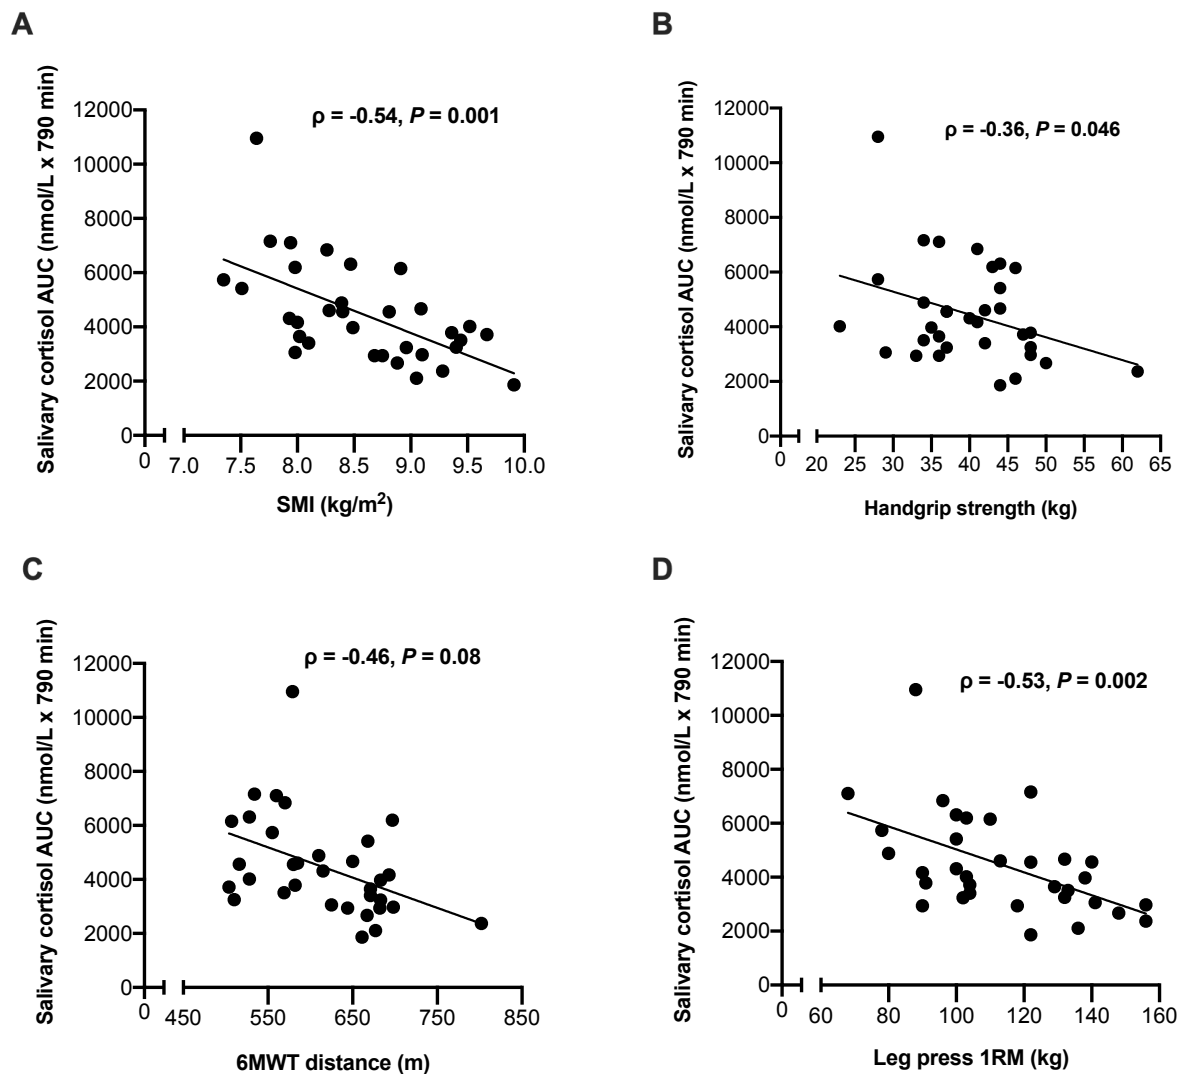 A
Salivary cortisol AUC (nmol/L x 790 min)
ρ = -0.54, P = 0.001
12000
10000
8000
6000
4000
2000
0
0 7.0 7.5 8.0 8.5 9.0 9.5 10.0
SMI (kg/m²)
B
Salivary cortisol AUC (nmol/L x 790 min)
ρ = -0.36, P = 0.046
12000
10000
8000
6000
4000
2000
0
0 20 25 30 35 40 45 50 55 60 65
Handgrip strength (kg)
C
Salivary cortisol AUC (nmol/L x 790 min)
ρ = -0.46, P = 0.08
12000
10000
8000
6000
4000
2000
0
0 450 550 650 750 850
6MWT distance (m)
D
Salivary cortisol AUC (nmol/L x 790 min)
ρ = -0.53, P = 0.002
12000
10000
8000
6000
4000
2000
0
0 60 80 100 120 140 160
Leg press 1RM (kg)